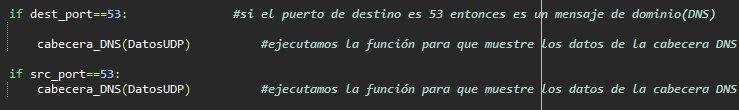 if dest_port==53: #si el puerto de destino es 53 entonces es un mensaje de dominio(DNS)
cabecera_DNS(DatosUDP) #ejecutamos la función para que muestre los datos de la cabecera DNS
if src_port==53:
cabecera_DNS(DatosUDP) #ejecutamos la función para que muestre los datos de la cabecera DNS